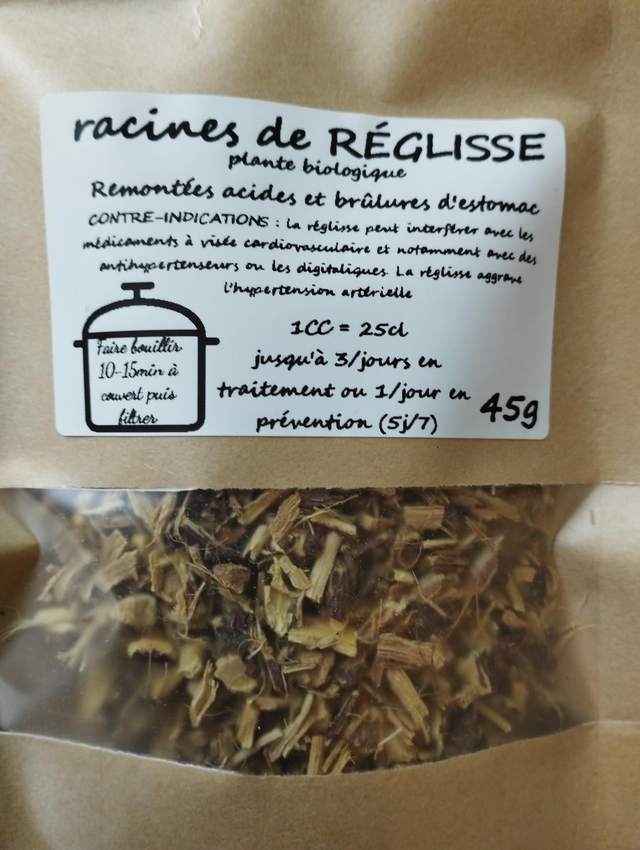 racines de RÉGLISSE
plante biologique
Remontées acides et brûlures d'estomac
CONTRE-INDICATIONS : la réglisse peut interférer avec les
médicaments à visée cardiovasculaire et notamment avec des
antihypertenseurs ou les digitaliques. La réglisse aggrave
l'hypertension artérielle
Faire bouillir
10-15min à
couvert puis
filtrer
1CC = 25cl
jusqu'à 3/jours en
traitement ou 1/jour en
prévention (5j/7)
45g